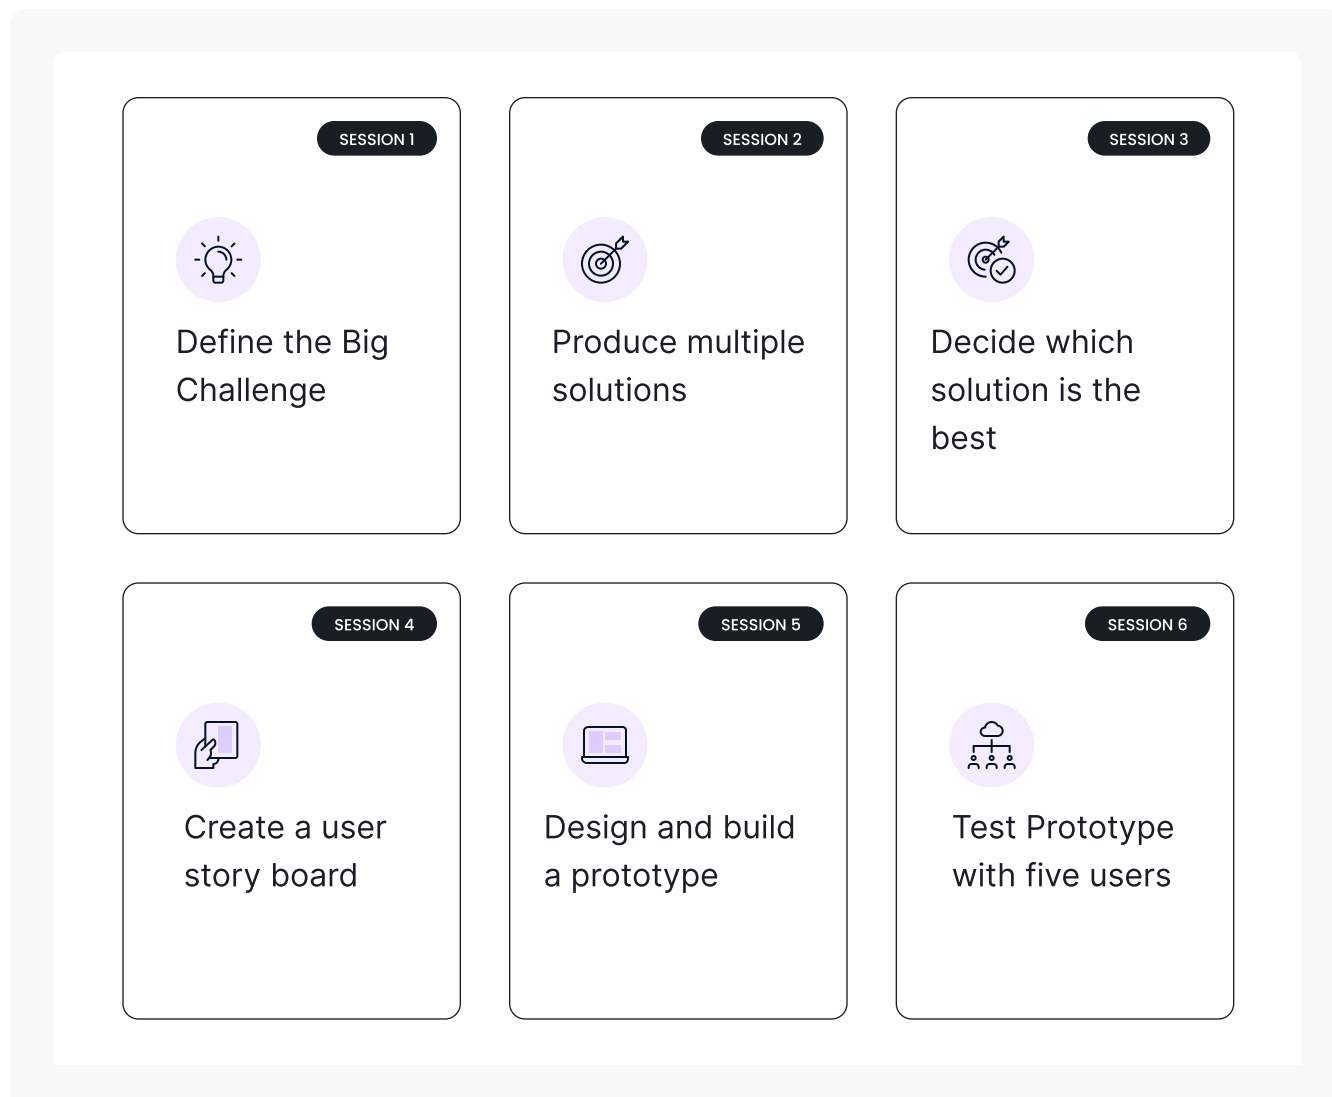 SESSION 1
Define the Big
Challenge
SESSION 2
Produce multiple
solutions
SESSION 3
Decide which
solution is the
best
SESSION 4
Create a user
story board
SESSION 5
Design and build
a prototype
SESSION 6
Test Prototype
with five users